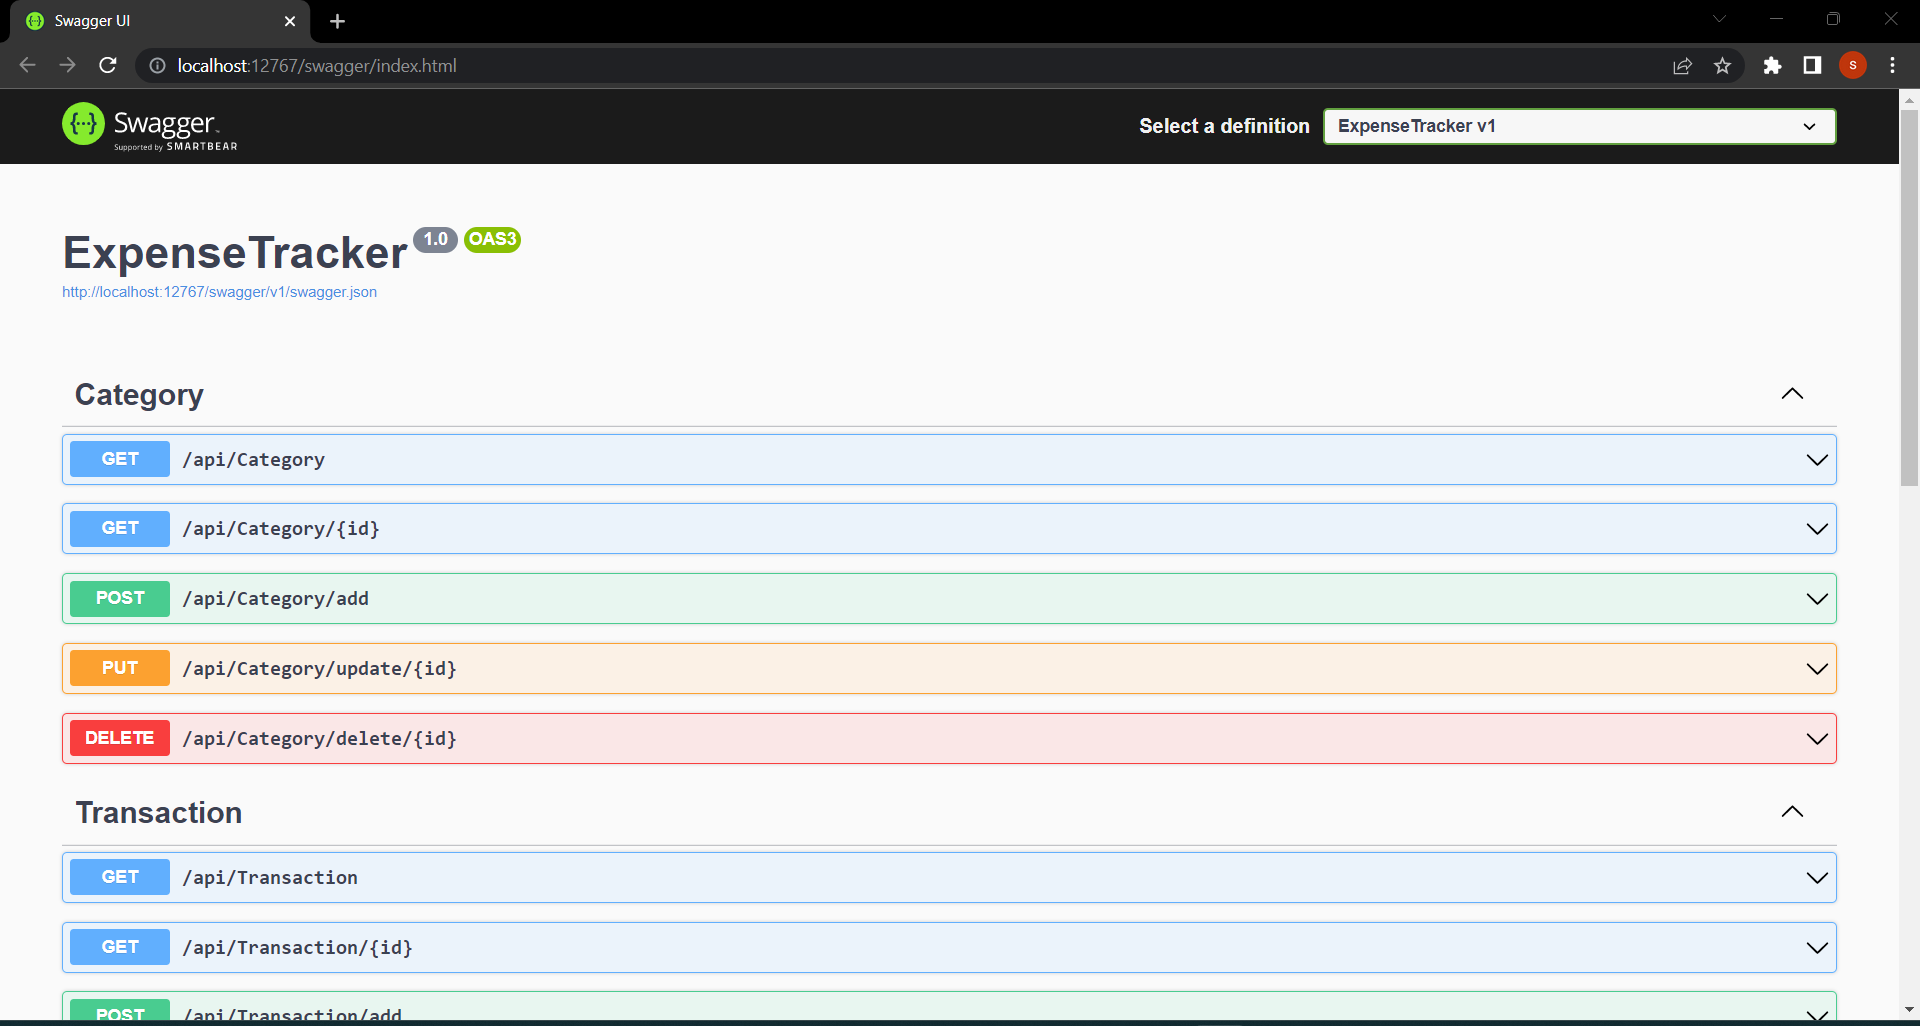 Swagger UI
localhost:12767/swagger/index.html
S
Swagger
Supported by SMARTBEAR
Select a definition
ExpenseTracker v1
ExpenseTracker 1.0 OAS3
http://localhost:12767/swagger/v1/swagger.json
Category
GET /api/Category
GET /api/Category/{id}
POST /api/Category/add
PUT /api/Category/update/{id}
DELETE /api/Category/delete/{id}
Transaction
GET /api/Transaction
GET /api/Transaction/{id}
POST /api/Transaction/add